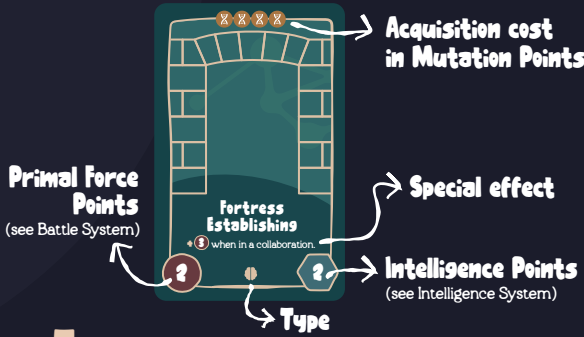 Acquisition cost
in Mutation Points
Primal Force
Points
(see Battle System)
Fortress
Establishing
+3 when in a collaboration.
Special effect
2
2
Intelligence Points
(see Intelligence System)
Type